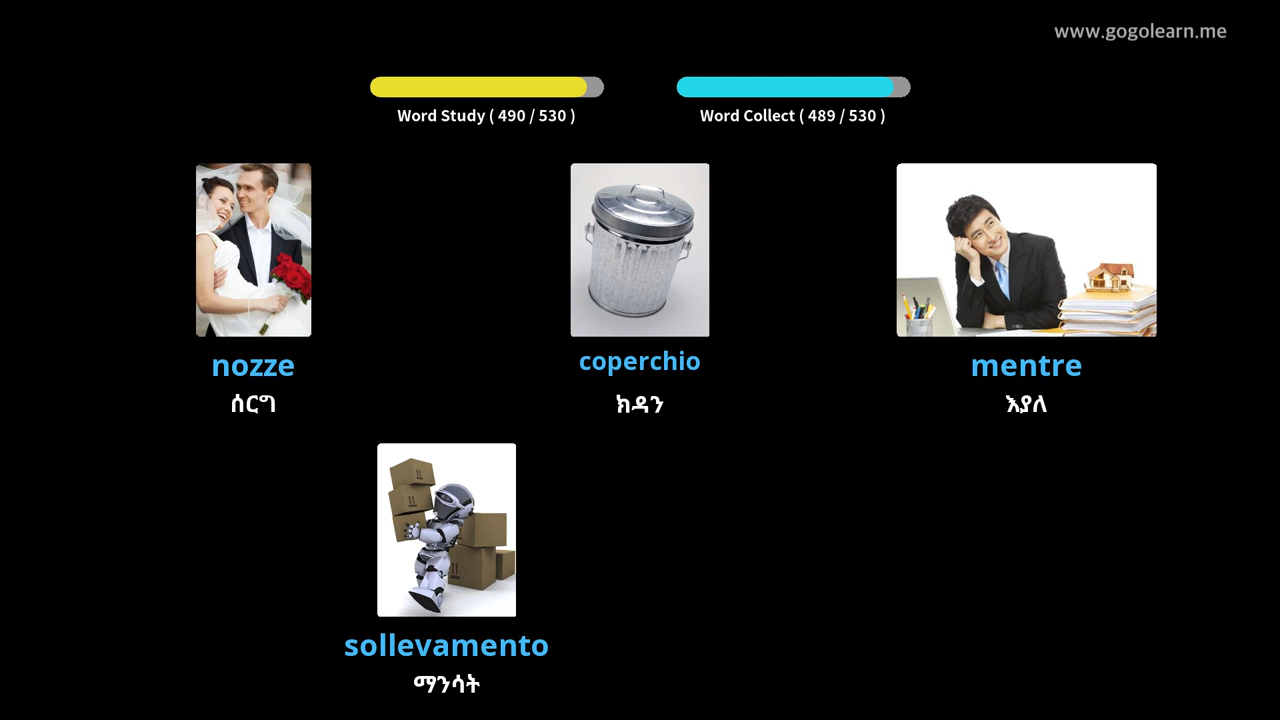 www.gogolearn.me
Word Study ( 490 / 530 )
Word Collect ( 489 / 530 )
nozze
ሰርግ
coperchio
ክዳን
mentre
እያለ
sollevamento
ማንሳት